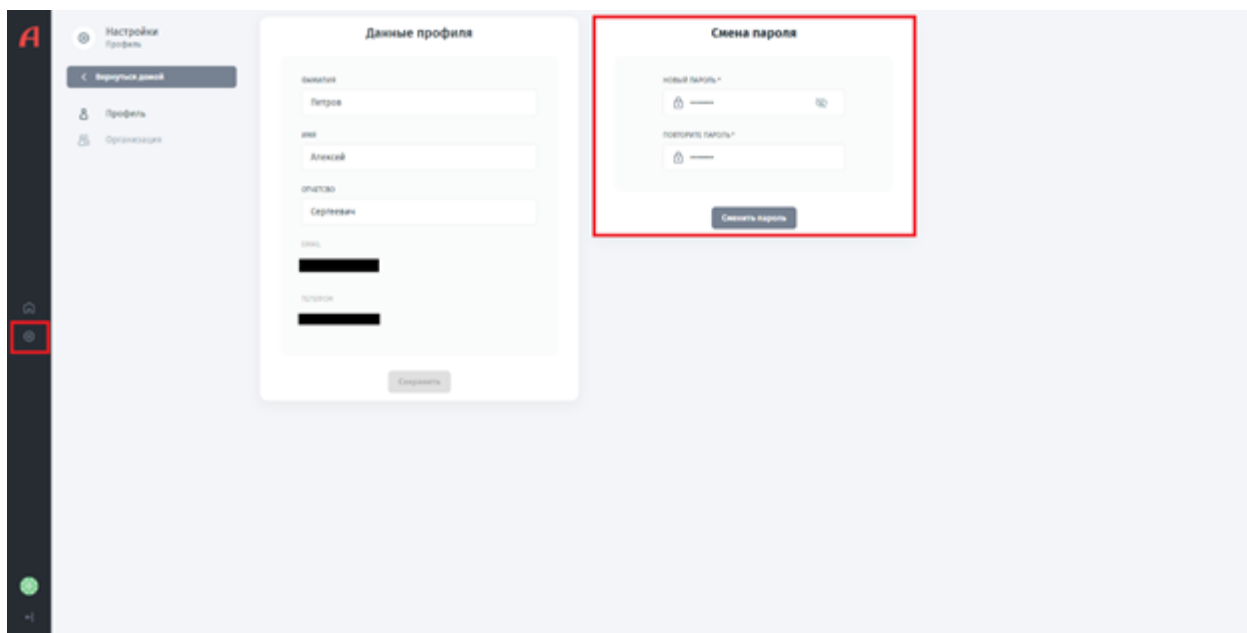 A
Настройки
Профиль
Вернуться домой
Профиль
Организация
Данные профиля
ФАМИЛИЯ
Петров
ИМЯ
Алексей
ОТЧЕТСВО
Сергеевич
EMAIL
ТЕЛЕФОН
Сохранить
Смена пароля
НОВЫЙ ПАРОЛЬ *
ПОВТОРИТЕ ПАРОЛЬ *
Сменить пароль